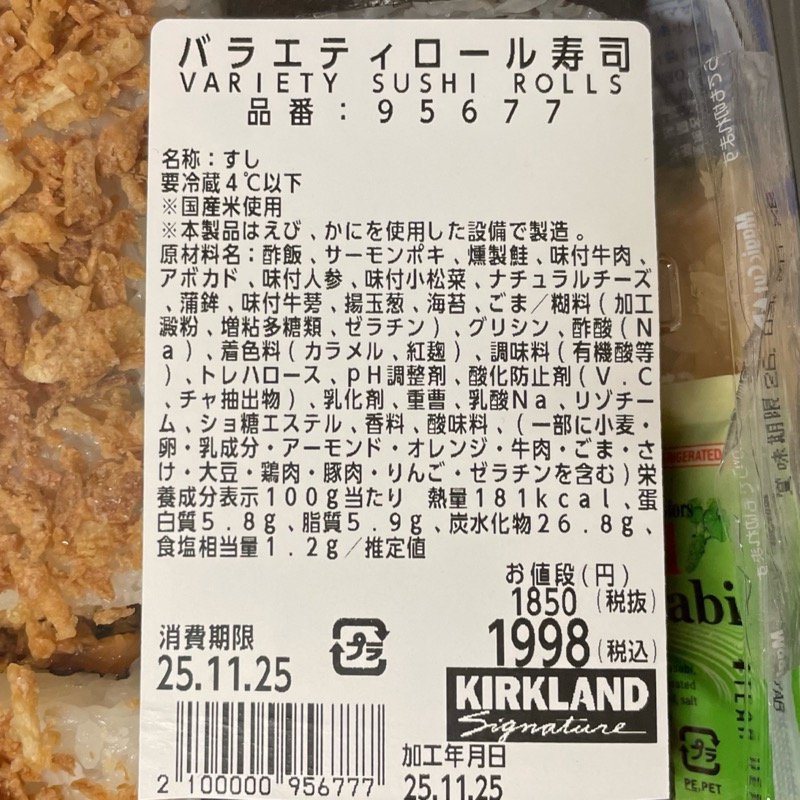 バラエティロール寿司
VARIETY SUSHI ROLLS
品番：95677
名称：すし
要冷蔵4℃以下
※国産米使用
※本製品はえび、かにを使用した設備で製造。
原材料名：酢飯、サーモンポキ、燻製鮭、味付牛肉、
アボカド、味付人参、味付小松菜、ナチュラルチーズ
、蒲鉾、味付牛蒡、揚玉葱、海苔、ごま／糊料（加工
澱粉、増粘多糖類、ゼラチン）、グリシン、酢酸（N
a）、着色料（カラメル、紅麹）、調味料（有機酸等
）、トレハロース、pH調整剤、酸化防止剤（V．C
、チャ抽出物）、乳化剤、重曹、乳酸Na、リゾチー
ム、ショ糖エステル、香料、酸味料、（一部に小麦・
卵・乳成分・アーモンド・オレンジ・牛肉・ごま・さ
け・大豆・鶏肉・豚肉・りんご・ゼラチンを含む）栄
養成分表示100g当たり　熱量181kcal、蛋
白質5.8g、脂質5.9g、炭水化物26.8g、
食塩相当量1.2g／推定値
お値段（円）
1850（税抜）
1998（税込）
消費期限
25.11.25
プラ
KIRKLAND
Signature
加工年月日
25.11.25
2 100000 956777
賞味期限
プラ
PE,PET